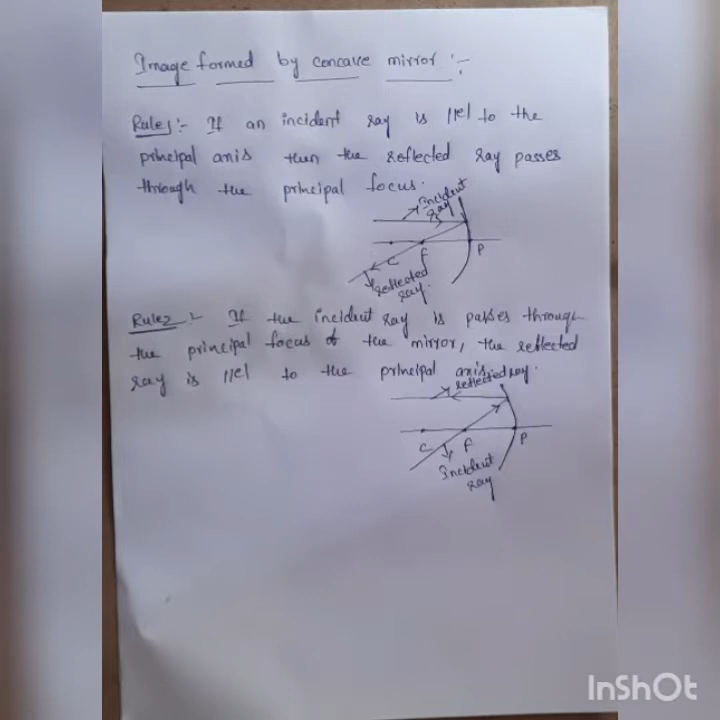 Image formed by concave mirror :-
Rule1:- If an incident ray is llel to the
principal axis then the reflected ray passes
through the principal focus.
incident
ray
C F P
reflected
ray.
Rule2 :- If the incident ray is passes through
the principal focus of the mirror, the reflected
ray is llel to the principal axis.
reflected ray.
C F P
Incident
ray
InShOt